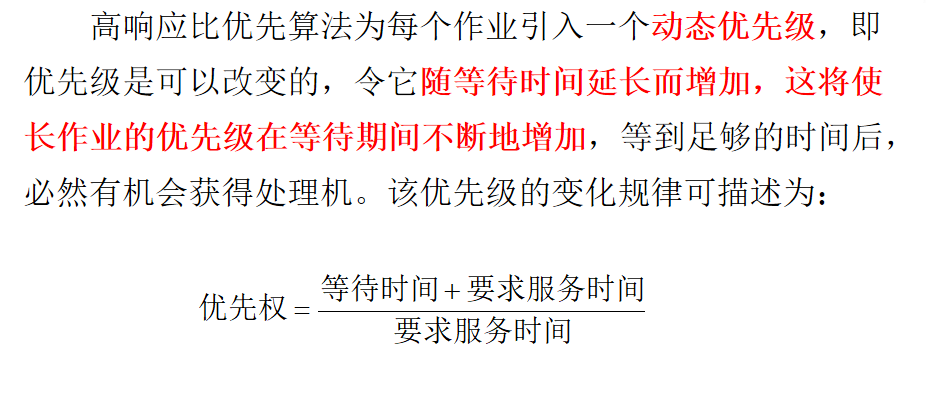 高响应比优先算法为每个作业引入一个动态优先级，即
优先级是可以改变的，令它随等待时间延长而增加，这将使
长作业的优先级在等待期间不断地增加，等到足够的时间后，
必然有机会获得处理机。该优先级的变化规律可描述为：
优先权 = 等待时间 + 要求服务时间
要求服务时间